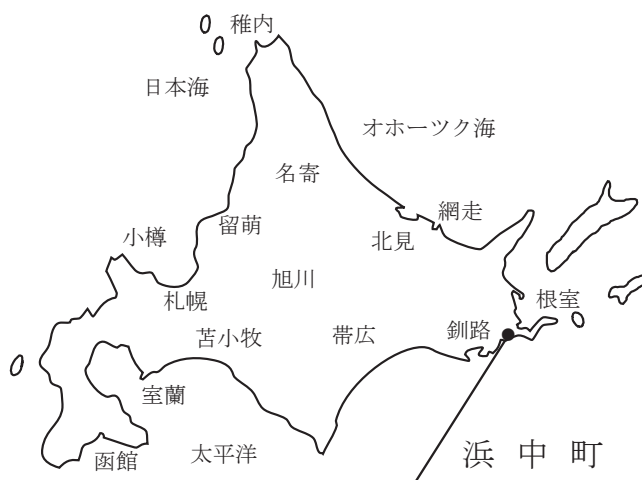 稚内
日本海
オホーツク海
名寄
網走
留萌
北見
小樽
旭川
札幌
根室
苫小牧
帯広
釧路
室蘭
浜中町
函館
太平洋